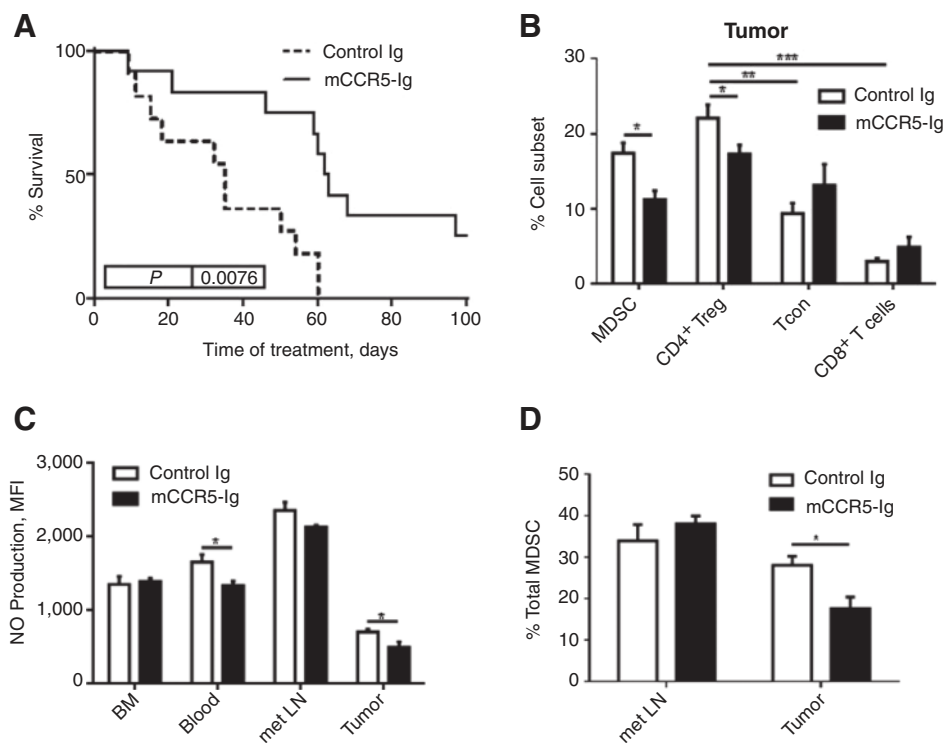 A
100
50
0
% Survival
Control Ig
mCCR5-Ig
P 0.0076
0 20 40 60 80 100
Time of treatment, days
B
Tumor
30
20
10
0
% Cell subset
***
**
*
*
Control Ig
mCCR5-Ig
MDSC
CD4+ Treg
Tcon
CD8+ T cells
C
3,000
2,000
1,000
0
NO Production, MFI
Control Ig
mCCR5-Ig
*
*
BM
Blood
met LN
Tumor
D
50
40
30
20
10
0
% Total MDSC
Control Ig
mCCR5-Ig
*
met LN
Tumor